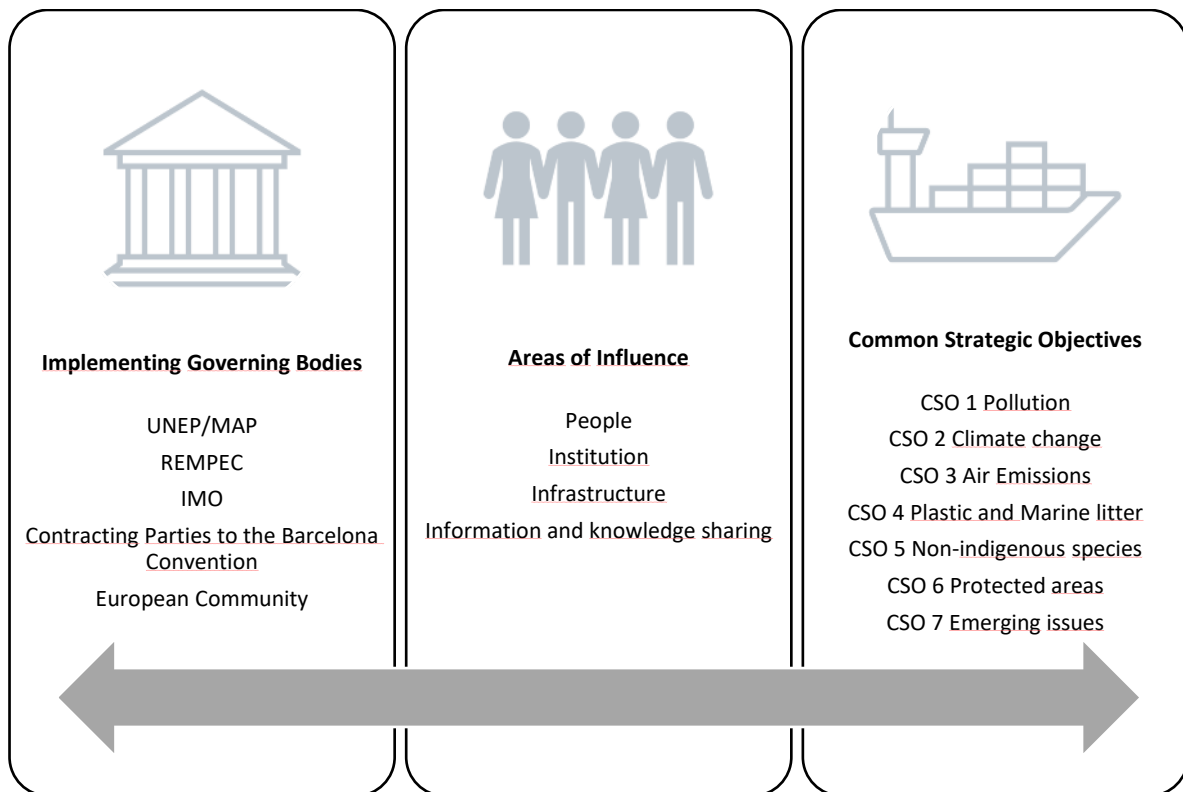 Implementing Governing Bodies
UNEP/MAP
REMPEC
IMO
Contracting Parties to the Barcelona
Convention
European Community
Areas of Influence
People
Institution
Infrastructure
Information and knowledge sharing
Common Strategic Objectives
CSO 1 Pollution
CSO 2 Climate change
CSO 3 Air Emissions
CSO 4 Plastic and Marine litter
CSO 5 Non-indigenous species
CSO 6 Protected areas
CSO 7 Emerging issues